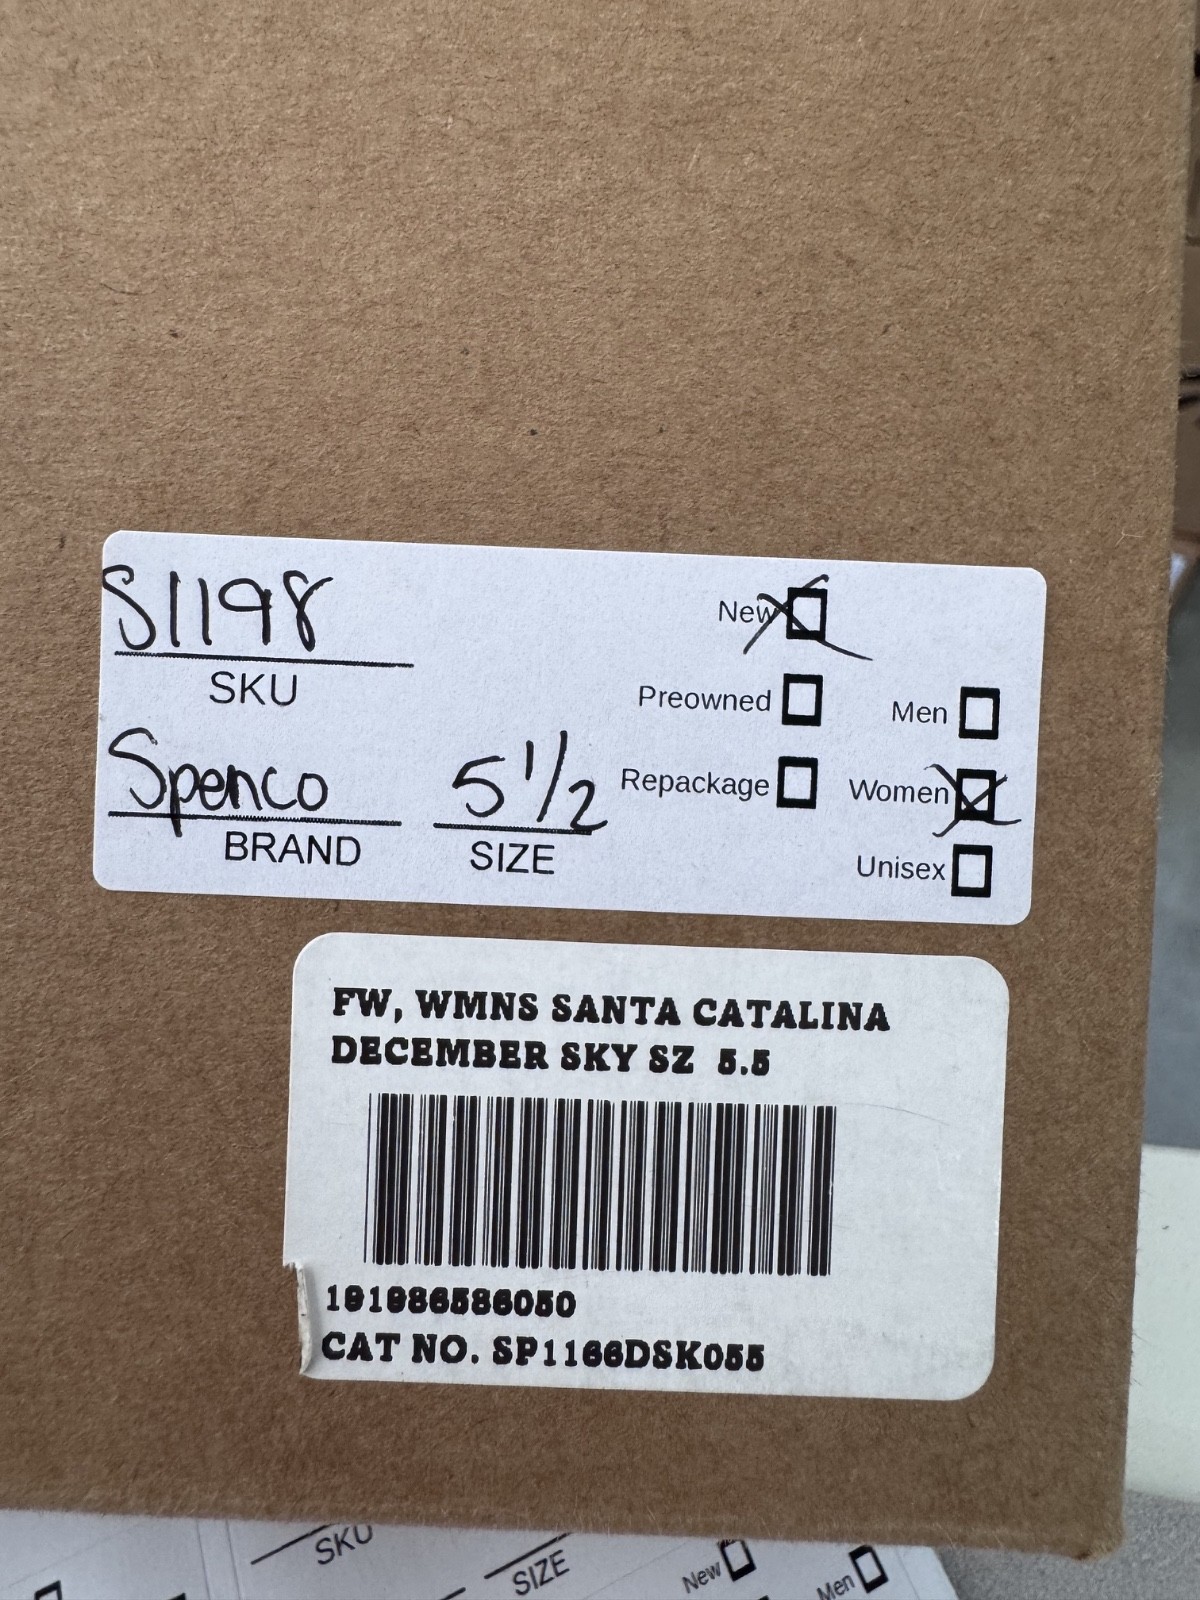 S1198
SKU
New
Preowned
Men
Spenco
5 1/2
Repackage
Women
BRAND
SIZE
Unisex
FW, WMNS SANTA CATALINA
DECEMBER SKY SZ 5.5
191986586050
CAT NO. SP1166DSK055
SKU
SIZE
New
Men